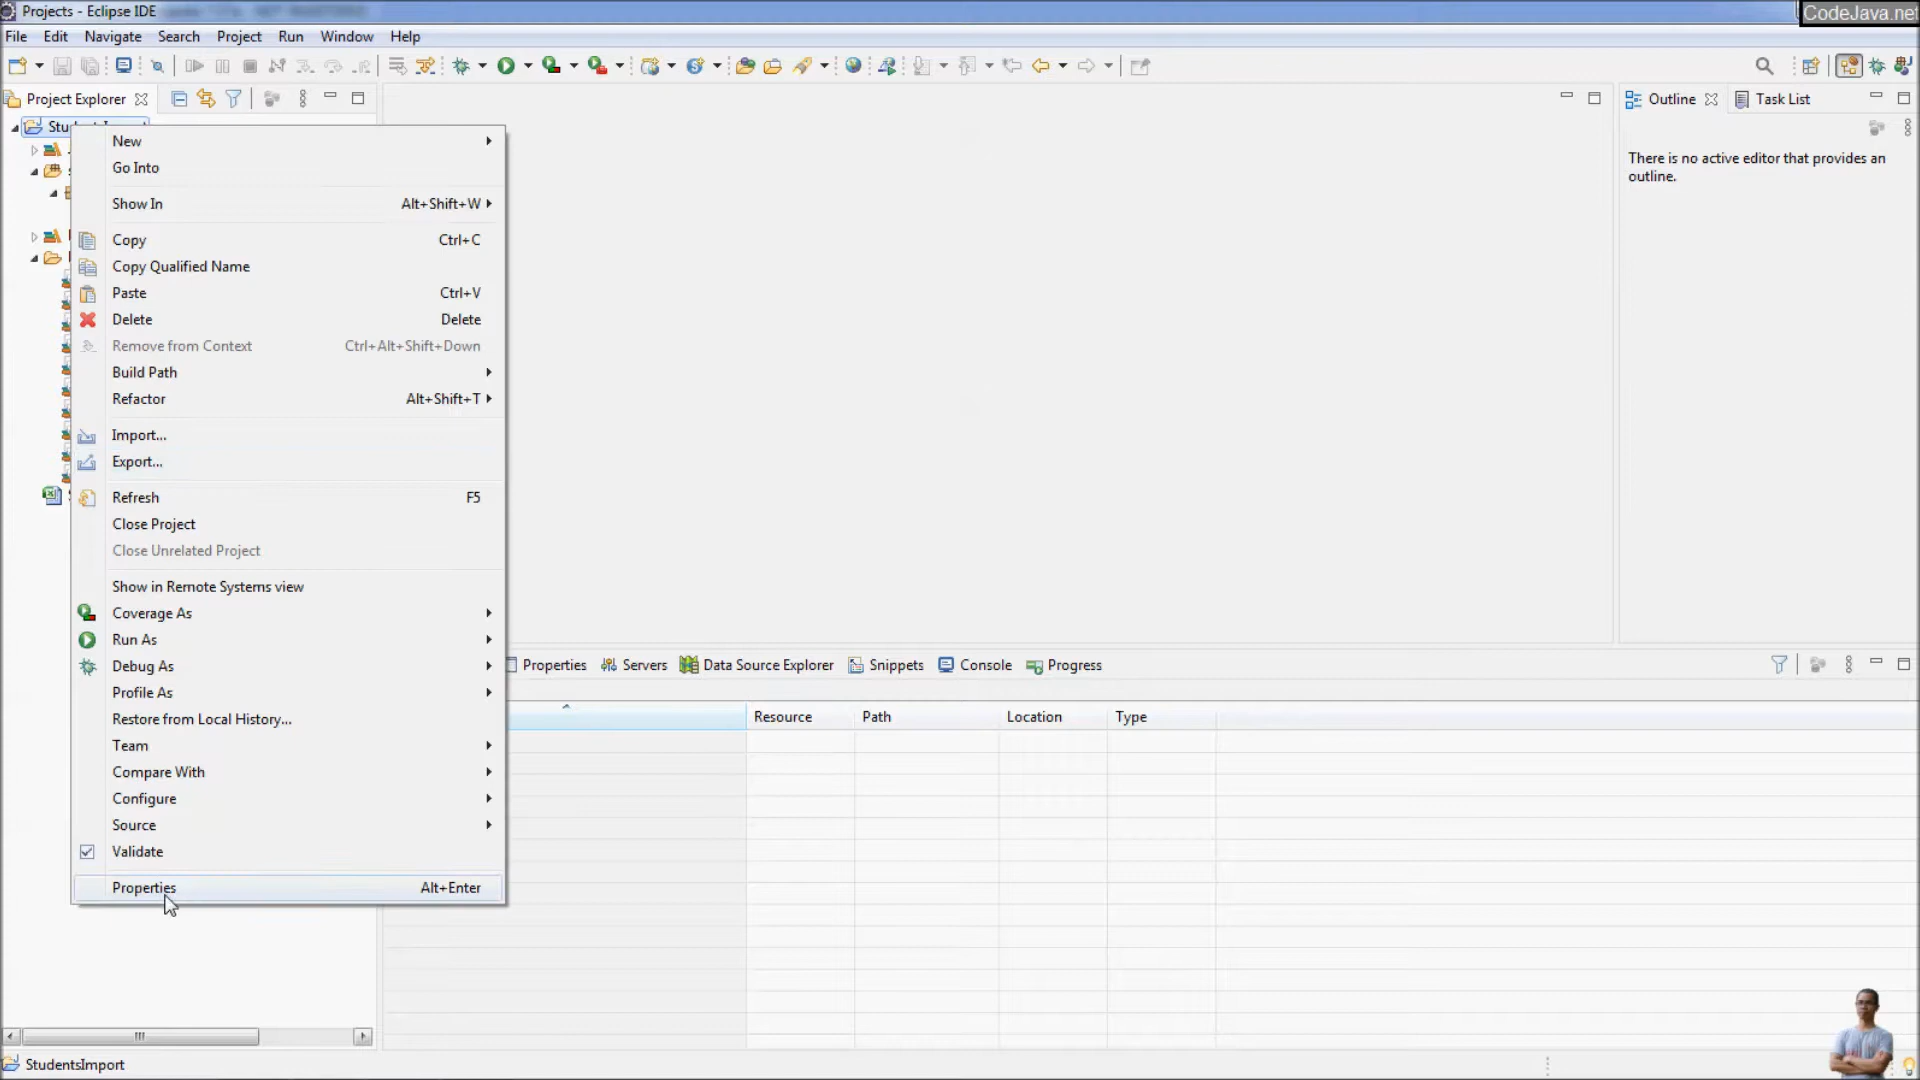 Projects - Eclipse IDE
CodeJava.net
File Edit Navigate Search Project Run Window Help
Project Explorer
Outline Task List
There is no active editor that provides an
outline.
New
Go Into
Show In Alt+Shift+W
Copy Ctrl+C
Copy Qualified Name
Paste Ctrl+V
Delete Delete
Remove from Context Ctrl+Alt+Shift+Down
Build Path
Refactor Alt+Shift+T
Import...
Export...
Refresh F5
Close Project
Close Unrelated Project
Show in Remote Systems view
Coverage As
Run As
Debug As
Profile As
Restore from Local History...
Team
Compare With
Configure
Source
Validate
Properties Alt+Enter
Properties Servers Data Source Explorer Snippets Console Progress
Resource Path Location Type
StudentsImport